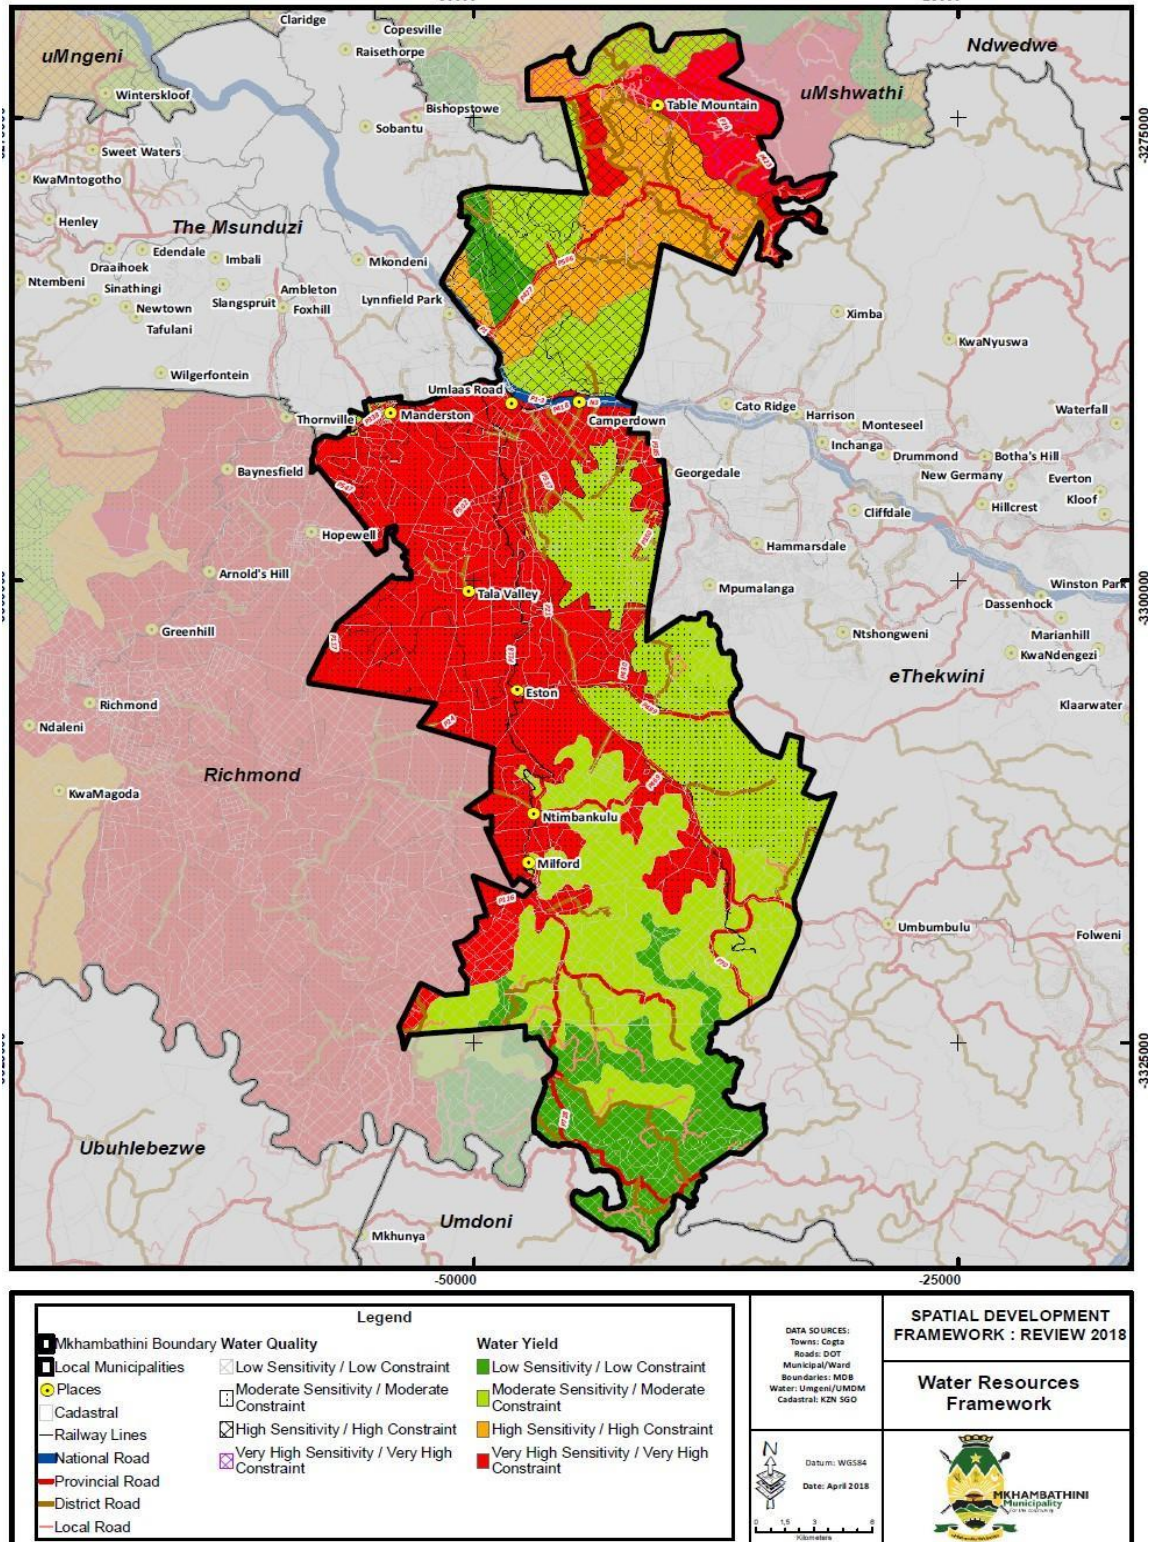 Claridge
Copesville
Raisethorpe
uMngeni
Ndwedwe
Winterskloof
Bishopstowe
Table Mountain
uMshwathi
Sobantu
Sweet Waters
KwaMntogotho
Henley
The Msunduzi
Edendale
Imbali
Mkondeni
Draaihoek
Ntembeni
Sinathingi
Ambleton
Slangspruit
Foxhill
Lynnfield Park
Newtown
Tafulani
Ximba
KwaNyuswa
Wilgerfontein
Umlaas Road
Thornville
Manderston
Camperdown
Cato Ridge
Harrison
Monteseel
Waterfall
Inchanga
Drummond
Botha's Hill
Baynesfield
Georgedale
New Germany
Everton
Kloof
Hillcrest
Cliffdale
Hopewell
Hammarsdale
Arnold's Hill
Tala Valley
Mpumalanga
Winston Park
Dassenhock
Greenhill
Ntshongweni
Marianhill
KwaNdengezi
eThekwini
Eston
Richmond
Klaarwater
Ndaleni
Richmond
KwaMagoda
Ntimbankulu
Milford
Umbumbulu
Folweni
Ubuhlebezwe
Umdoni
Mkhunya
-3275000
-3300000
-3325000
-50000
-25000
Legend
Mkhambathini Boundary
Local Municipalities
Places
Cadastral
Railway Lines
National Road
Provincial Road
District Road
Local Road
Water Quality
Low Sensitivity / Low Constraint
Moderate Sensitivity / Moderate
Constraint
High Sensitivity / High Constraint
Very High Sensitivity / Very High
Constraint
Water Yield
Low Sensitivity / Low Constraint
Moderate Sensitivity / Moderate
Constraint
High Sensitivity / High Constraint
Very High Sensitivity / Very High
Constraint
DATA SOURCES:
Towns: Cogta
Roads: DOT
Municipal/Ward
Boundaries: MDB
Water: Umgeni/UMDM
Cadastral: KZN SGO
N
Datum: WGS84
Date: April 2018
0 1,5 3 6
Kilometers
SPATIAL DEVELOPMENT
FRAMEWORK : REVIEW 2018
Water Resources
Framework
MKHAMBATHINI
Municipality